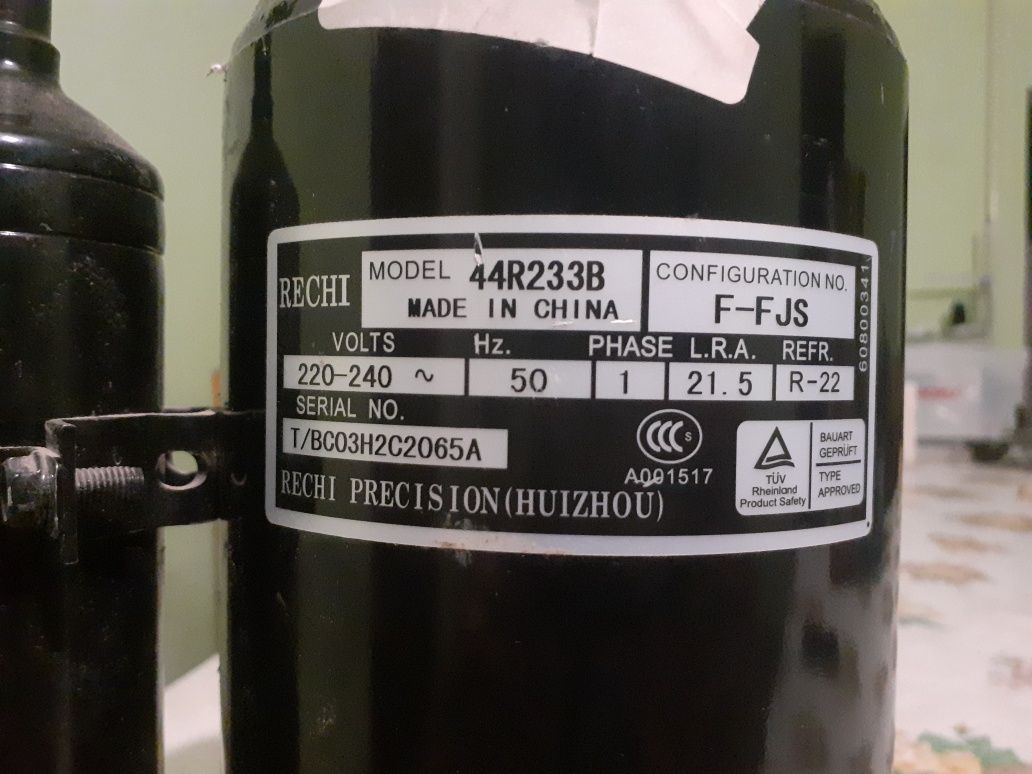 RECHI
MODEL 44R233B
MADE IN CHINA
CONFIGURATION NO.
F-FJS
VOLTS Hz. PHASE L.R.A. REFR.
220-240 ~ 50 1 21.5 R-22
SERIAL NO.
T/BC03H2C2065A
RECHI PRECISION(HUIZHOU)
CCC S
A091517
TÜV
Rheinland
Product Safety
BAUART
GEPRÜFT
TYPE
APPROVED
60800341